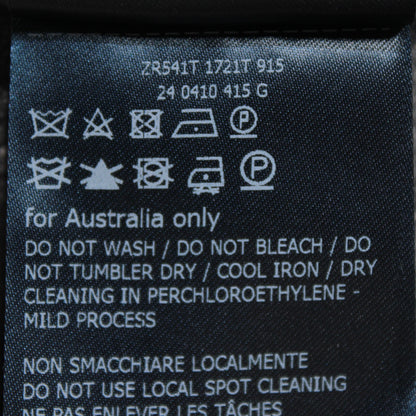 ZR541T 1721T 915
24 0410 415 G
P
P
for Australia only
DO NOT WASH / DO NOT BLEACH / DO
NOT TUMBLER DRY / COOL IRON / DRY
CLEANING IN PERCHLOROETHYLENE -
MILD PROCESS
NON SMACCHIARE LOCALMENTE
DO NOT USE LOCAL SPOT CLEANING
NE PAS ENLEVER LES TÂCHES